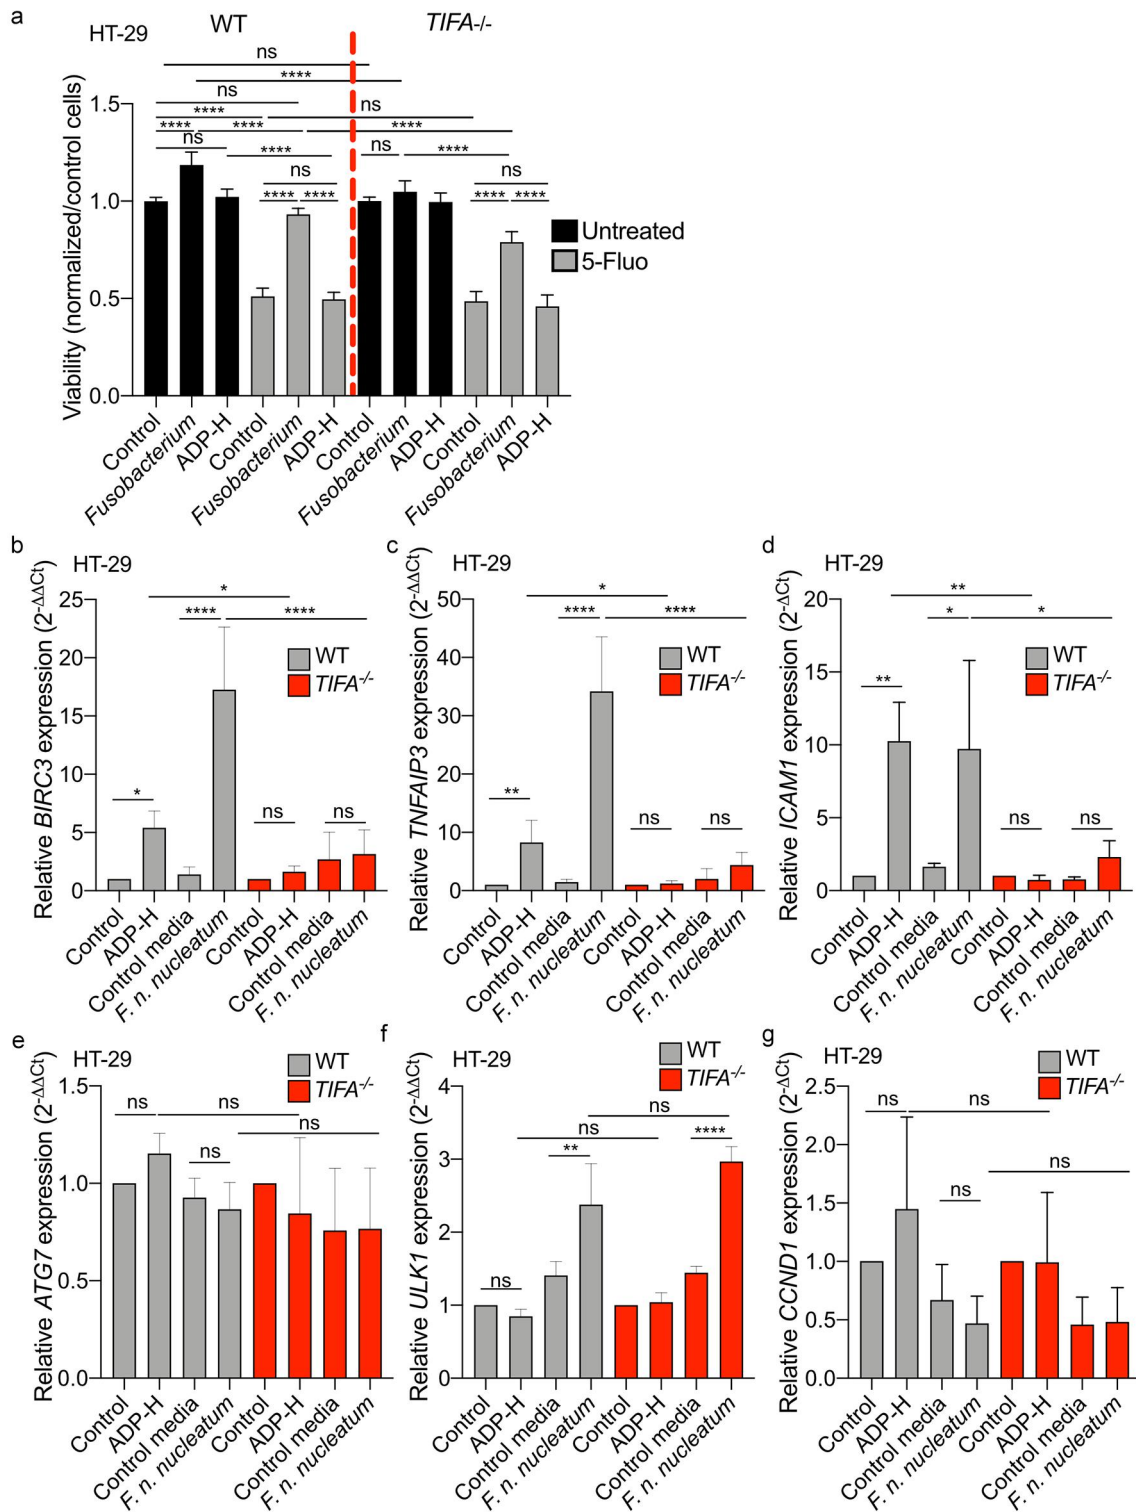 a
HT-29
WT
TIFA-/-
ns
****
ns
****
ns
**** ****
****
ns
****
ns
**** ****
ns
****
ns
**** ****
Viability (normalized/control cells)
1.5
1.0
0.5
0.0
Untreated
5-Fluo
Control
Fusobacterium
ADP-H
Control
Fusobacterium
ADP-H
Control
Fusobacterium
ADP-H
Control
Fusobacterium
ADP-H
b
HT-29
Relative BIRC3 expression (2-ΔΔCt)
25
20
15
10
5
0
*
**** ****
*
ns
ns
WT
TIFA-/-
Control
ADP-H
Control media
F. n. nucleatum
Control
ADP-H
Control media
F. n. nucleatum
c
HT-29
Relative TNFAIP3 expression (2-ΔΔCt)
50
40
30
20
10
0
*
**** ****
**
ns
ns
WT
TIFA-/-
Control
ADP-H
Control media
F. n. nucleatum
Control
ADP-H
Control media
F. n. nucleatum
d
HT-29
Relative ICAM1 expression (2-ΔCt)
20
15
10
5
0
**
* *
**
ns
ns
WT
TIFA-/-
Control
ADP-H
Control media
F. n. nucleatum
Control
ADP-H
Control media
F. n. nucleatum
e
HT-29
Relative ATG7 expression (2-ΔΔCt)
1.5
1.0
0.5
0.0
ns
ns
ns
ns
WT
TIFA-/-
Control
ADP-H
Control media
F. n. nucleatum
Control
ADP-H
Control media
F. n. nucleatum
f
HT-29
Relative ULK1 expression (2-ΔΔCt)
4
3
2
1
0
ns
ns
**
****
ns
WT
TIFA-/-
Control
ADP-H
Control media
F. n. nucleatum
Control
ADP-H
Control media
F. n. nucleatum
g
HT-29
Relative CCND1 expression (2-ΔCt)
2.5
2.0
1.5
1.0
0.5
0.0
ns
ns
ns
ns
WT
TIFA-/-
Control
ADP-H
Control media
F. n. nucleatum
Control
ADP-H
Control media
F. n. nucleatum